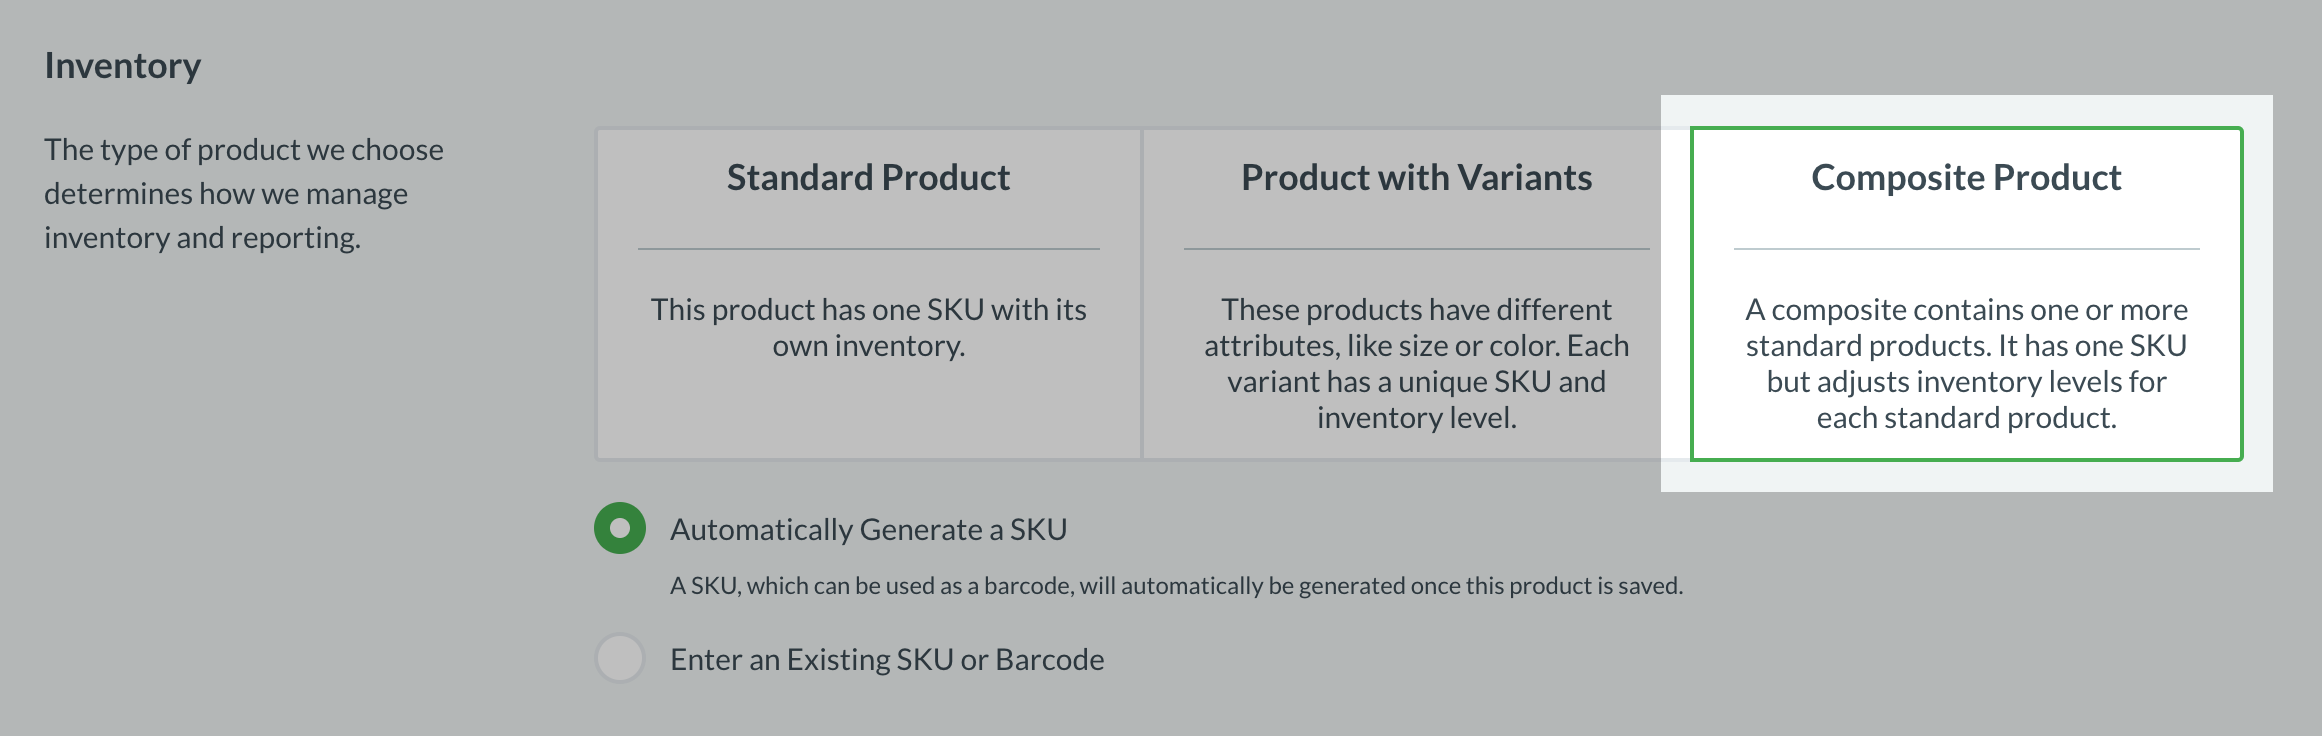 Inventory
The type of product we choose
determines how we manage
inventory and reporting.
Standard Product
This product has one SKU with its
own inventory.
Product with Variants
These products have different
attributes, like size or color. Each
variant has a unique SKU and
inventory level.
Composite Product
A composite contains one or more
standard products. It has one SKU
but adjusts inventory levels for
each standard product.
Automatically Generate a SKU
A SKU, which can be used as a barcode, will automatically be generated once this product is saved.
Enter an Existing SKU or Barcode